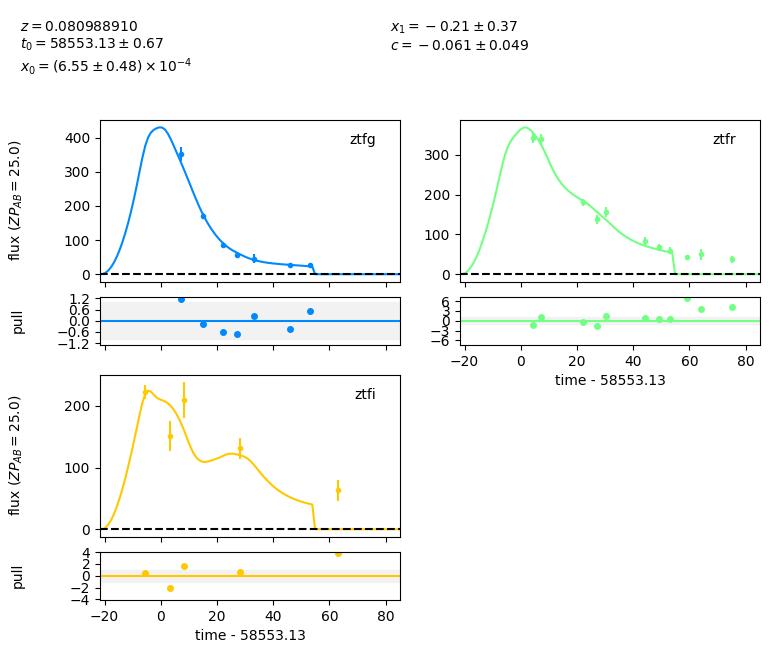 z = 0.080988910
t0 = 58553.13 ± 0.67
x0 = (6.55 ± 0.48) × 10^−4
x1 = −0.21 ± 0.37
c = −0.061 ± 0.049
flux (ZP_AB = 25.0)
400
300
200
100
0
ztfg
pull
1.2
0.6
0.0
−0.6
−1.2
ztfr
300
200
100
0
6
3
0
−3
−6
−20 0 20 40 60 80
time - 58553.13
flux (ZP_AB = 25.0)
200
100
0
ztfi
pull
4
2
0
−2
−4
−20 0 20 40 60 80
time - 58553.13